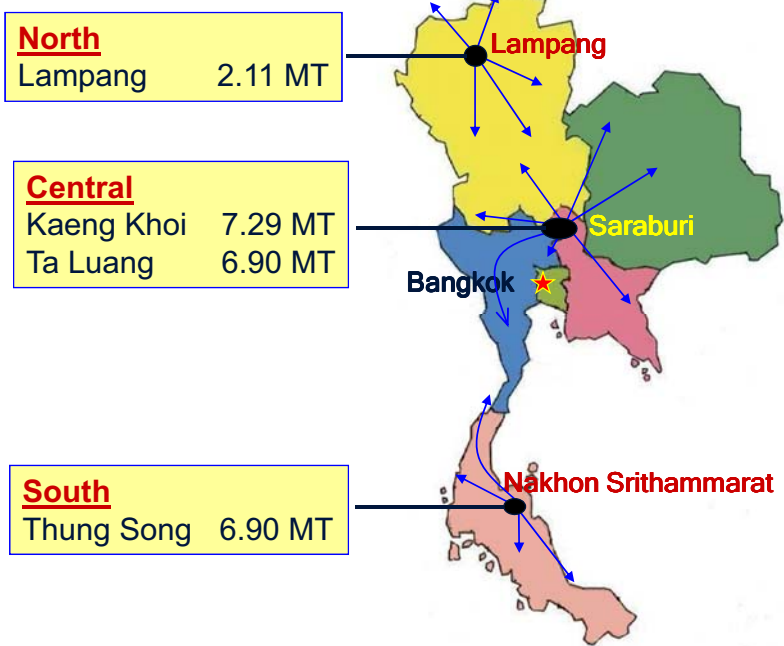 North
Lampang 2.11 MT
Lampang
Central
Kaeng Khoi 7.29 MT
Ta Luang 6.90 MT
Saraburi
Bangkok
South
Thung Song 6.90 MT
Nakhon Srithammarat